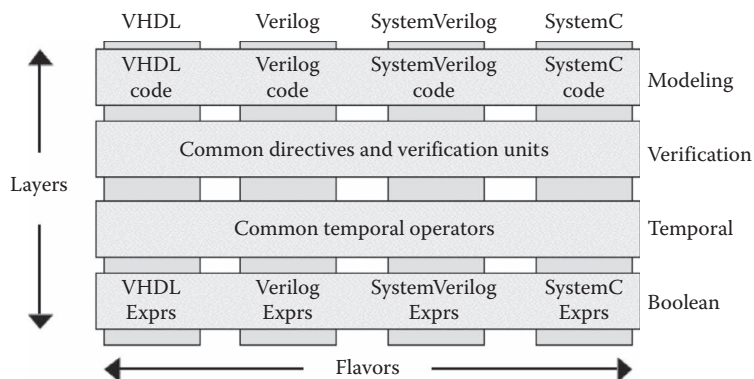 VHDL Verilog SystemVerilog SystemC
VHDL code Verilog code SystemVerilog code SystemC code Modeling
Common directives and verification units Verification
Layers
Common temporal operators Temporal
VHDL Exprs Verilog Exprs SystemVerilog Exprs SystemC Exprs Boolean
Flavors